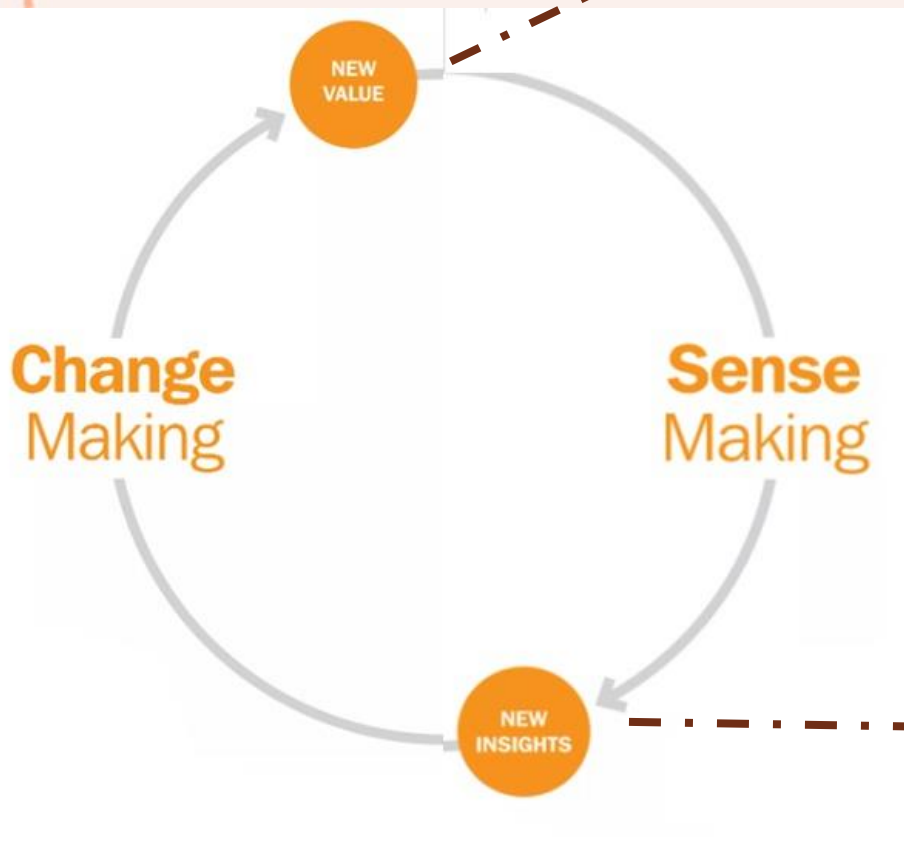 NEW
VALUE
Change
Making
Sense
Making
NEW
INSIGHTS